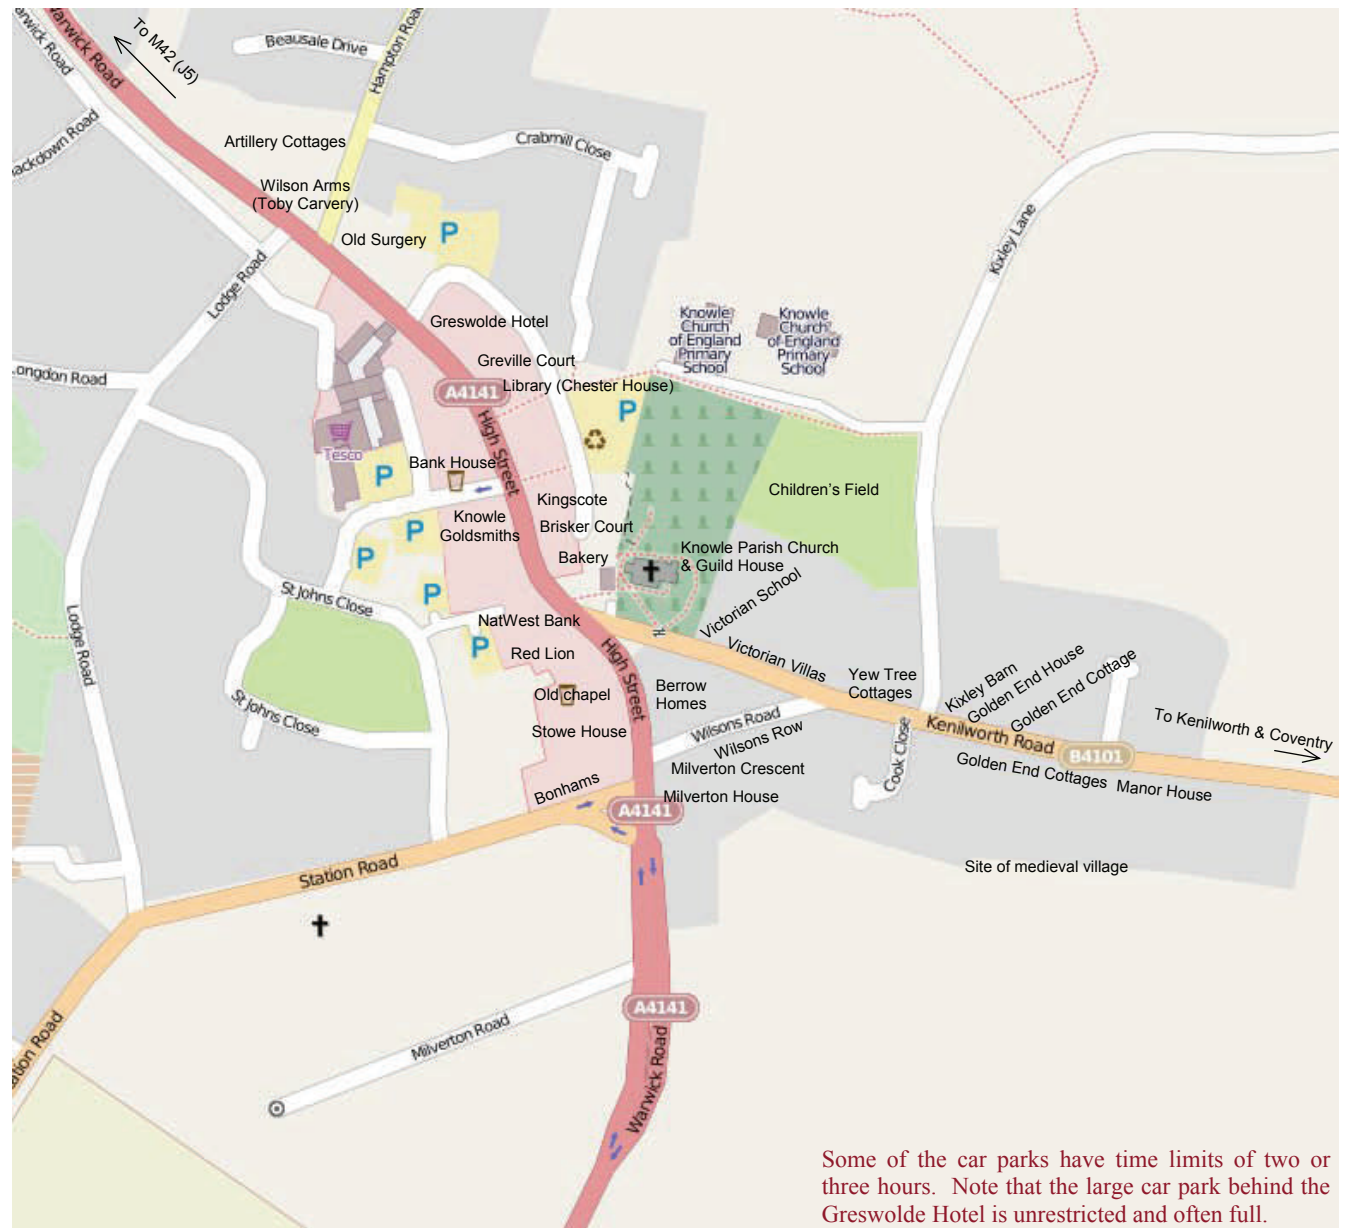 Warwick Road
Warwick Road
To M42 (J5)
Beausale Drive
Hampton Road
Artillery Cottages
Crabmill Close
ackdown Road
Wilson Arms
(Toby Carvery)
Old Surgery
P
Lodge Road
Kixley Lane
Greswolde Hotel
Knowle
Church
of England
Primary
School
Knowle
Church
of England
Primary
School
Greville Court
Longdon Road
A4141
Library (Chester House)
P
High Street
Tesco
Bank House
P
Children's Field
Kingscote
Knowle
Goldsmiths
Brisker Court
P
Bakery
Knowle Parish Church
& Guild House
P
St Johns Close
P
Victorian School
NatWest Bank
P
Red Lion
High Street
Victorian Villas
Lodge Road
Yew Tree
Cottages
Kixley Barn
Golden End House
Golden End Cottage
Berrow
Homes
Old chapel
St Johns Close
Stowe House
Wilsons Road
Wilsons Row
Cook Close
Kenilworth Road
B4101
To Kenilworth & Coventry
Milverton Crescent
Golden End Cottages
Manor House
Bonhams
Milverton House
A4141
Station Road
Site of medieval village
A4141
Milverton Road
Station Road
Warwick Road
Some of the car parks have time limits of two or
three hours. Note that the large car park behind the
Greswolde Hotel is unrestricted and often full.